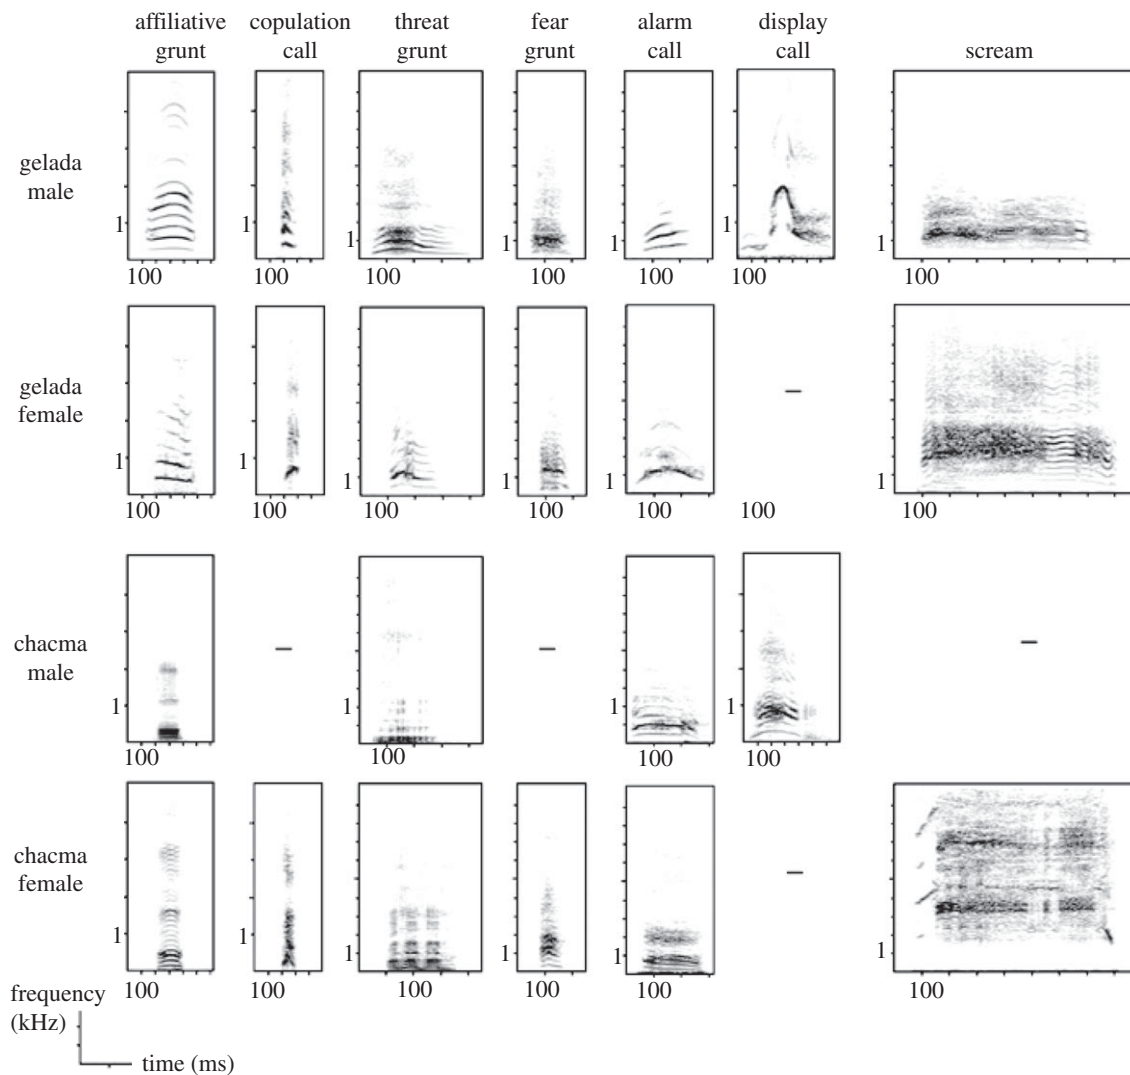 affiliative grunt
copulation call
threat grunt
fear grunt
alarm call
display call
scream
gelada
male
1 1 1 1 1 1 1
100 100 100 100 100 100 100
gelada
female
1 1 1 1 1 1
100 100 100 100 100 100 100
chacma
male
1 1 1 1
100 100 100 100
chacma
female
1 1 1 1 1 1
100 100 100 100 100 100
frequency
(kHz)
time (ms)